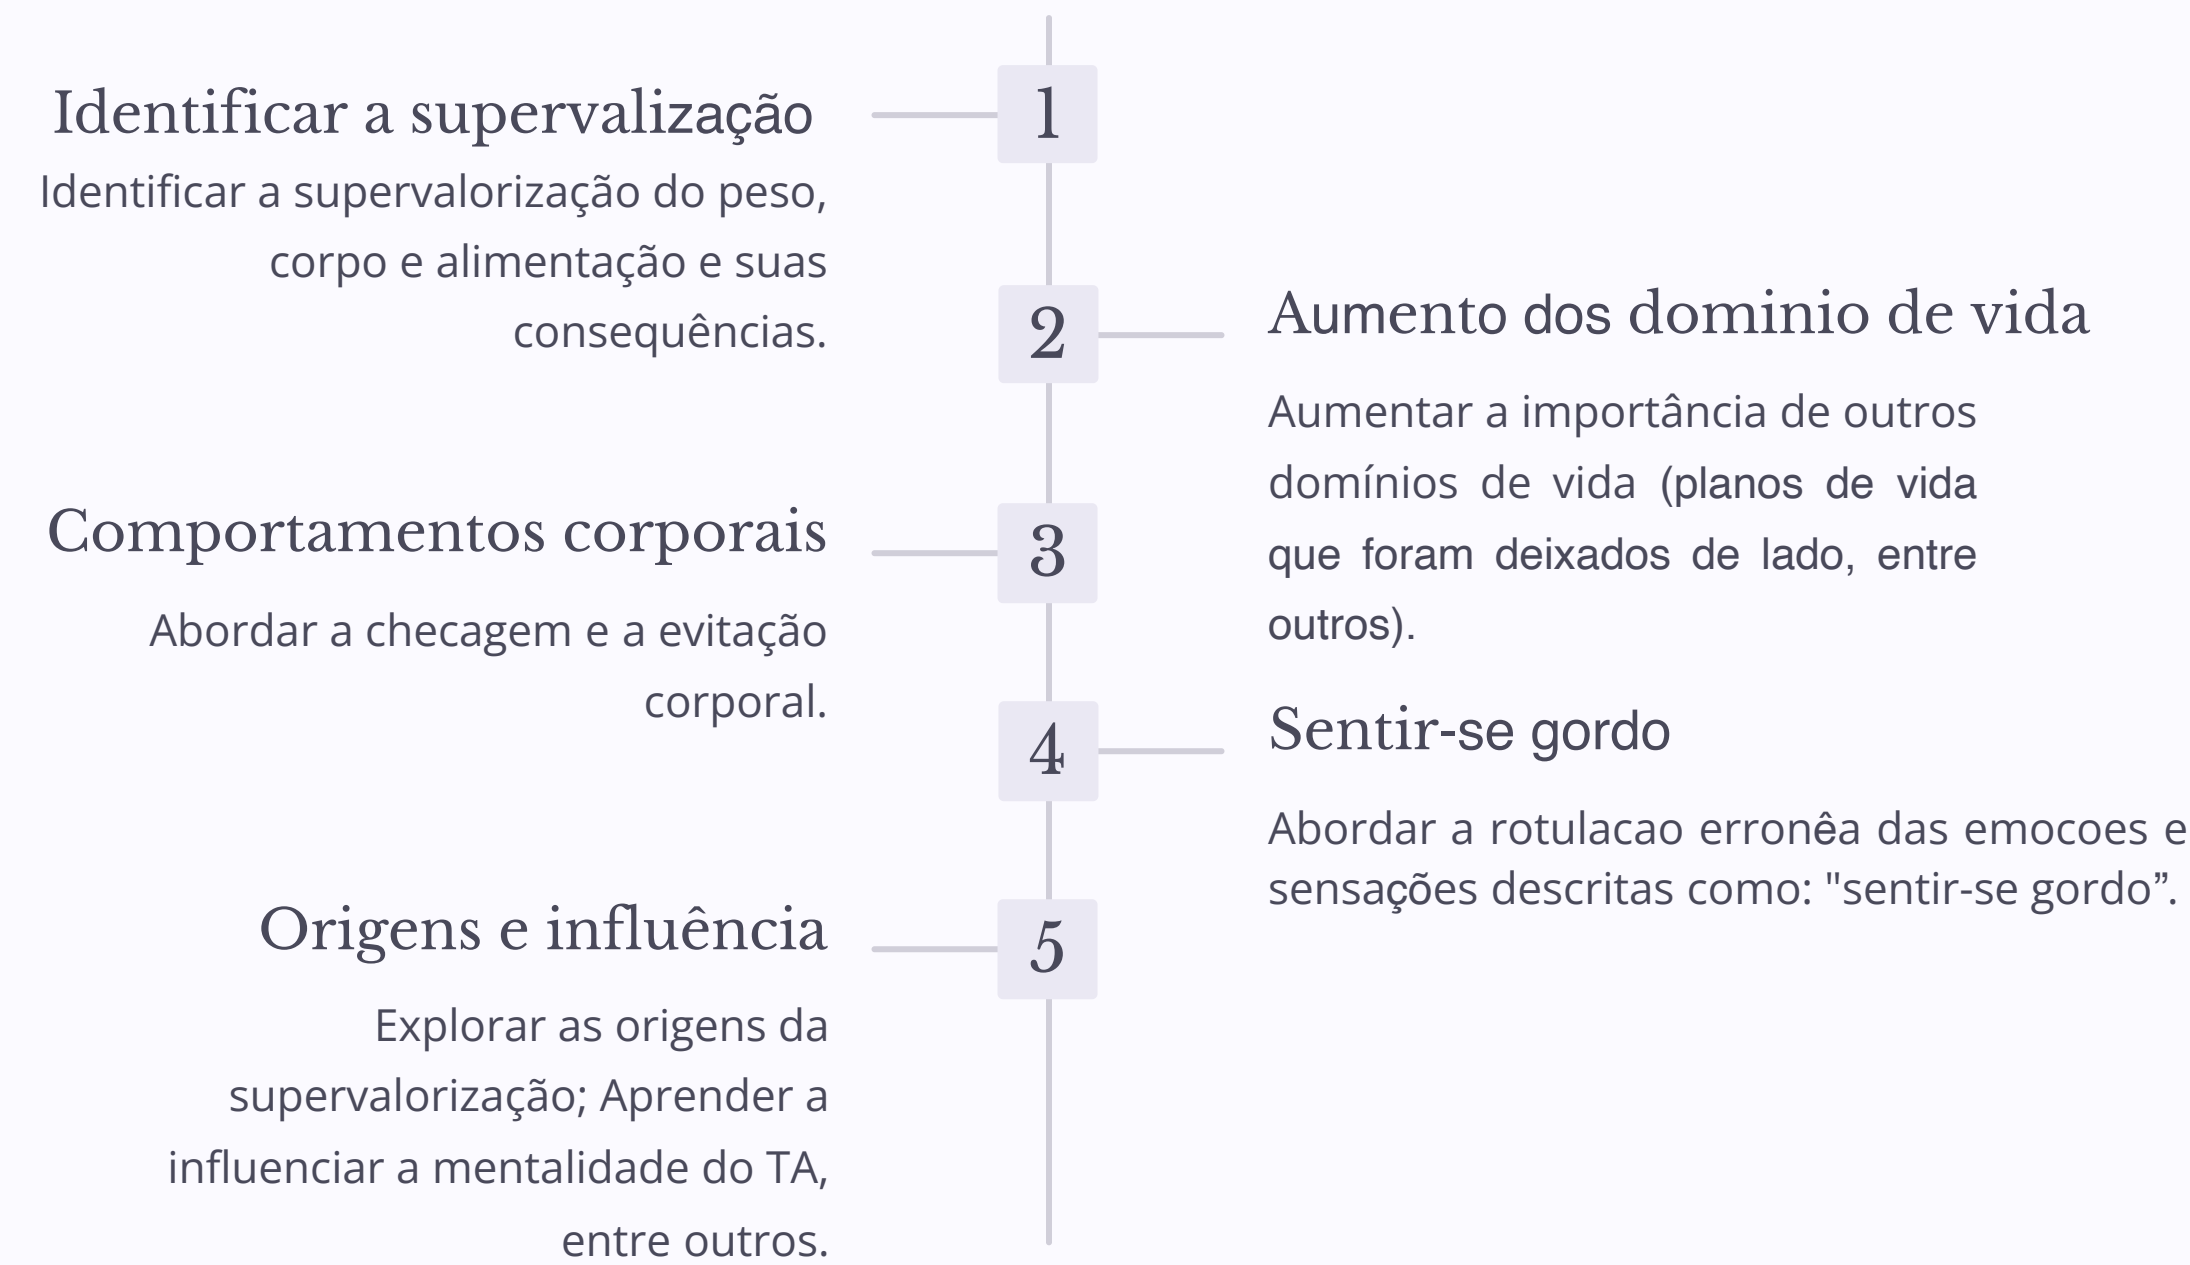 1
Identificar a supervalização
Identificar a supervalorização do peso,
corpo e alimentação e suas
consequências.
2
Aumento dos dominio de vida
Aumentar a importância de outros
domínios de vida (planos de vida
que foram deixados de lado, entre
outros).
3
Comportamentos corporais
Abordar a checagem e a evitação
corporal.
4
Sentir-se gordo
Abordar a rotulacao erronêa das emocoes e
sensações descritas como: "sentir-se gordo”.
5
Origens e influência
Explorar as origens da
supervalorização; Aprender a
influenciar a mentalidade do TA,
entre outros.